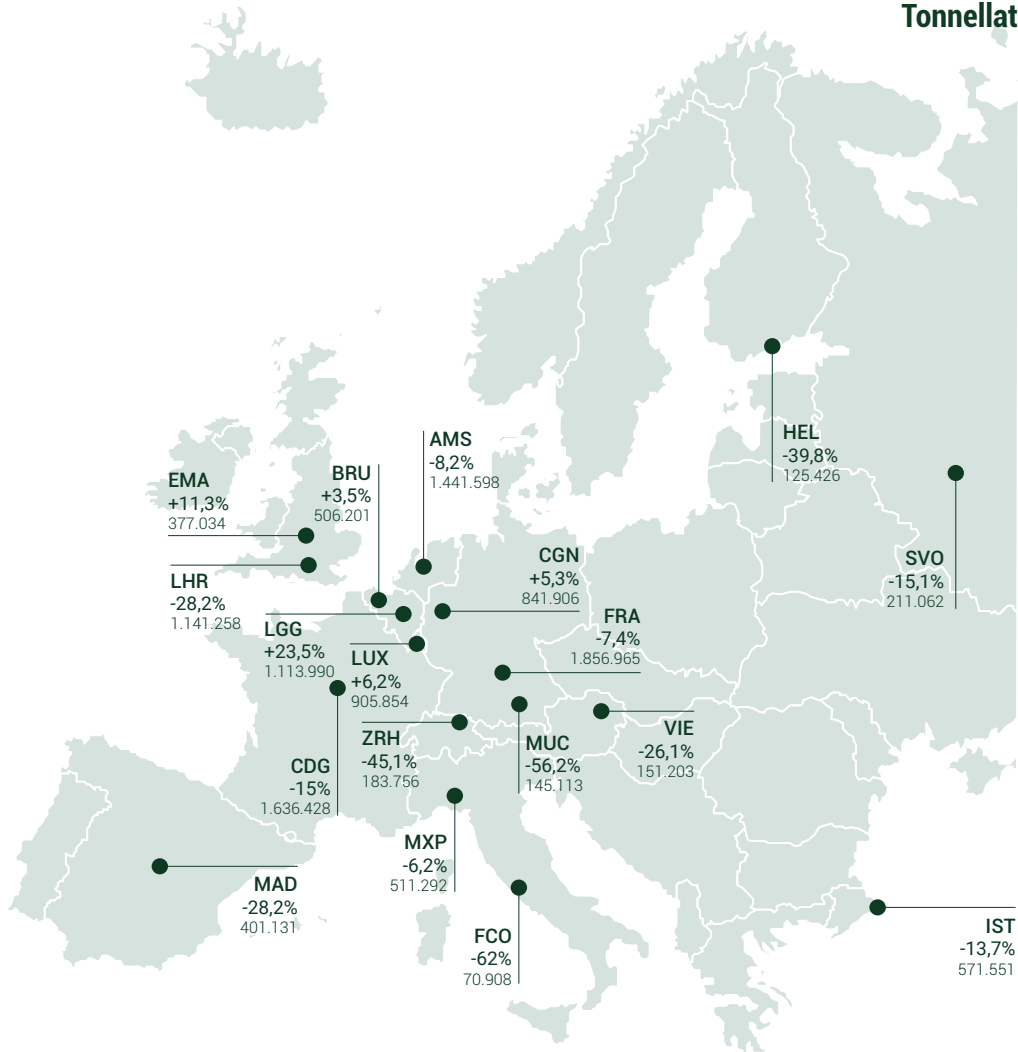 Tonnellat
AMS
-8,2%
1.441.598
HEL
-39,8%
125.426
BRU
+3,5%
506.201
EMA
+11,3%
377.034
CGN
+5,3%
841.906
SVO
-15,1%
211.062
LHR
-28,2%
1.141.258
FRA
-7,4%
1.856.965
LGG
+23,5%
1.113.990
LUX
+6,2%
905.854
VIE
-26,1%
151.203
ZRH
-45,1%
183.756
MUC
-56,2%
145.113
CDG
-15%
1.636.428
MXP
-6,2%
511.292
MAD
-28,2%
401.131
FCO
-62%
70.908
IST
-13,7%
571.551